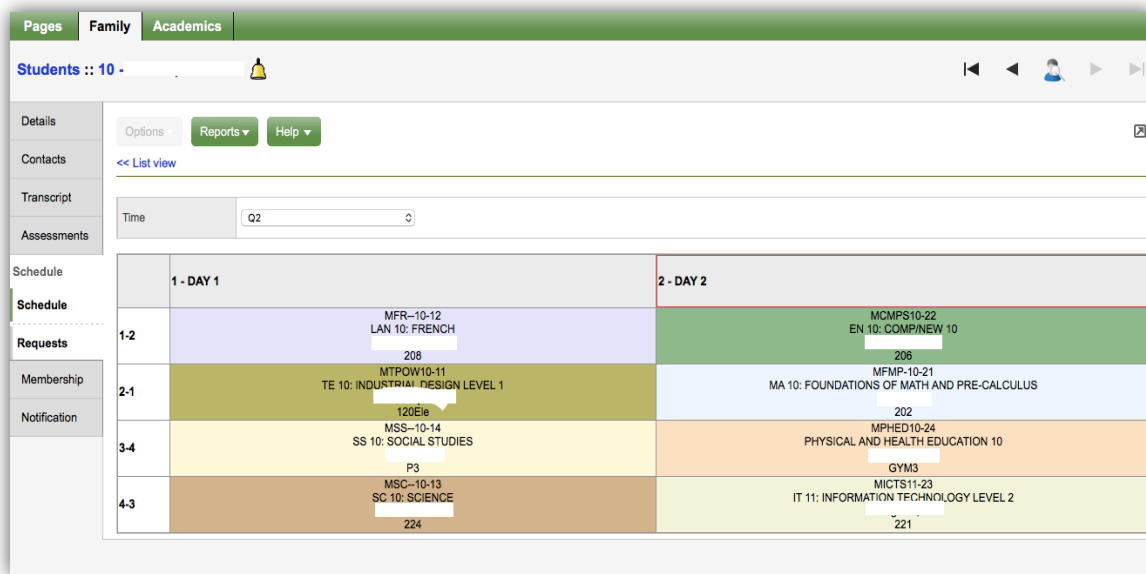 Pages Family Academics
Students :: 10 -
Details
Contacts
Transcript
Assessments
Schedule
Schedule
Requests
Membership
Notification
Options Reports Help
<< List view
Time Q2
1 - DAY 1 2 - DAY 2
1-2
MFR--10-12
LAN 10: FRENCH
208
MCMPS10-22
EN 10: COMP/NEW 10
206
2-1
MTPOW10-11
TE 10: INDUSTRIAL DESIGN LEVEL 1
120Ele
MFMP-10-21
MA 10: FOUNDATIONS OF MATH AND PRE-CALCULUS
202
3-4
MSS--10-14
SS 10: SOCIAL STUDIES
P3
MPHED10-24
PHYSICAL AND HEALTH EDUCATION 10
GYM3
4-3
MSC--10-13
SC 10: SCIENCE
224
MICTS11-23
IT 11: INFORMATION TECHNOLOGY LEVEL 2
221